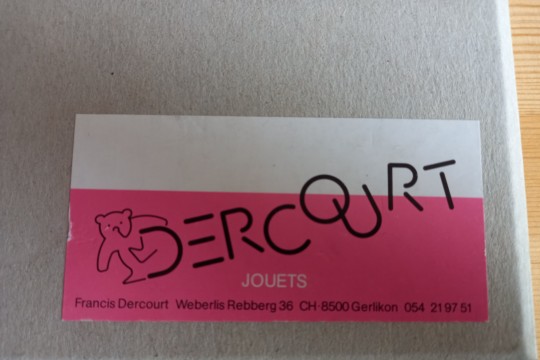 DERCOURT
JOUETS
Francis Dercourt Weberlis Rebberg 36 CH-8500 Gerlikon 054 21 97 51